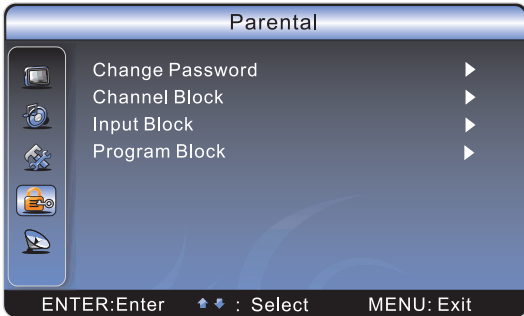 Parental
Change Password
Channel Block
Input Block
Program Block
ENTER:Enter : Select MENU: Exit